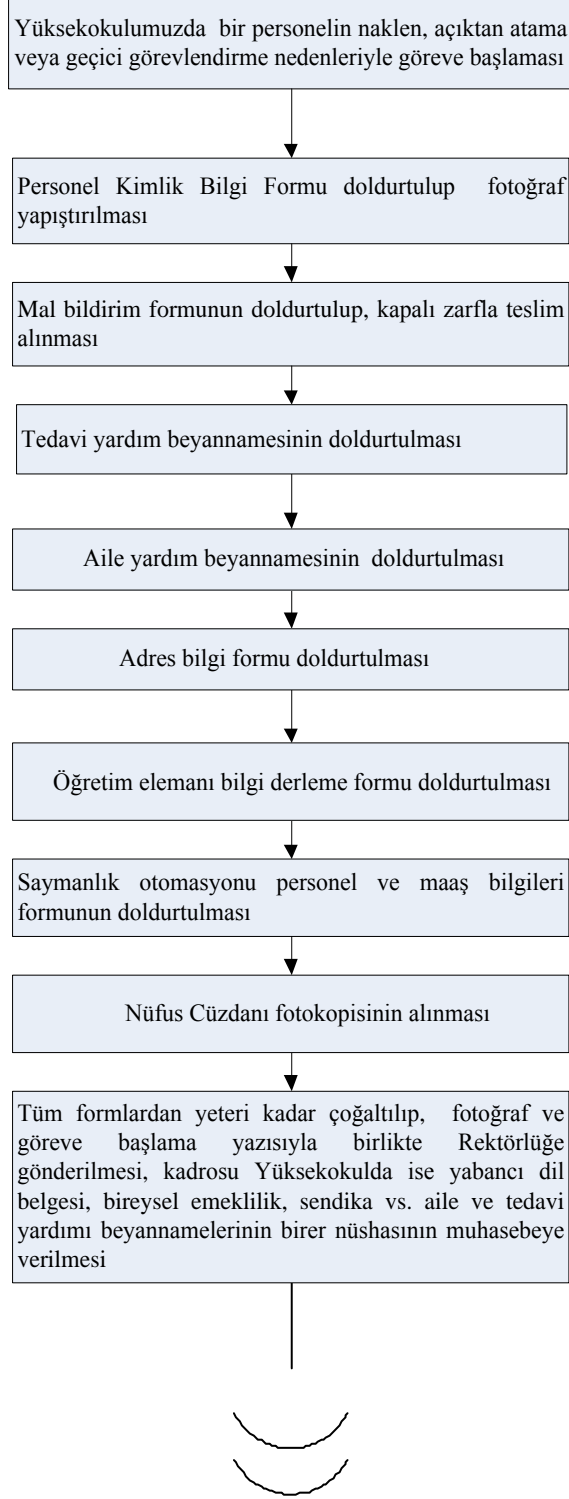 Yüksekokulumuzda bir personelin naklen, açıktan atama
veya geçici görevlendirme nedenleriyle göreve başlaması
Personel Kimlik Bilgi Formu doldurtulup fotoğraf
yapıştırılması
Mal bildirim formunun doldurtulup, kapalı zarfla teslim
alınması
Tedavi yardım beyannamesinin doldurtulması
Aile yardım beyannamesinin doldurtulması
Adres bilgi formu doldurtulması
Öğretim elemanı bilgi derleme formu doldurtulması
Saymanlık otomasyonu personel ve maaş bilgileri
formunun doldurtulması
Nüfus Cüzdanı fotokopisinin alınması
Tüm formlardan yeteri kadar çoğaltılıp, fotoğraf ve
göreve başlama yazısıyla birlikte Rektörlüğe
gönderilmesi, kadrosu Yüksekokulda ise yabancı dil
belgesi, bireysel emeklilik, sendika vs. aile ve tedavi
yardımı beyannamelerinin birer nüshasının muhasebeye
verilmesi